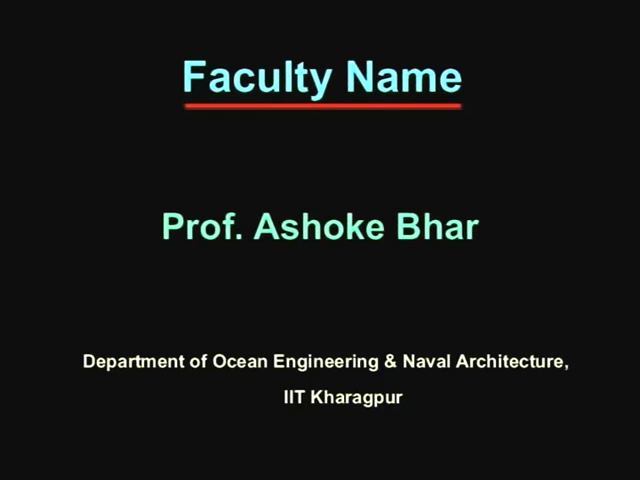 Faculty Name
Prof. Ashoke Bhar
Department of Ocean Engineering & Naval Architecture,
IIT Kharagpur